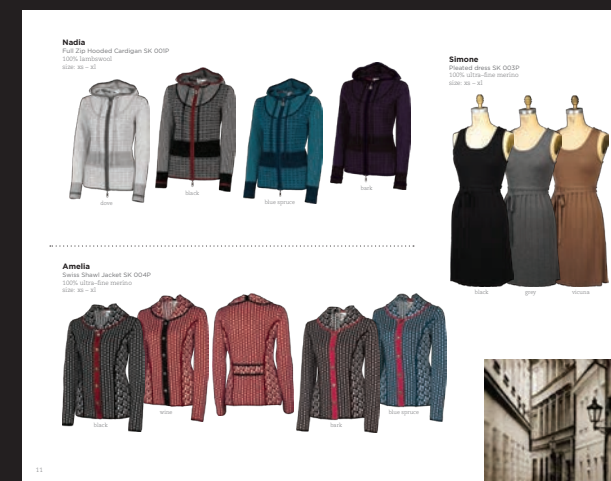 Nadia
Full Zip Hooded Cardigan SK 001P
100% lambswool
size: xs – xl
dove
black
blue spruce
bark
Simone
Pleated dress SK 003P
100% ultra-fine merino
size: xs – xl
black
grey
vicuna
Amelia
Swiss Shawl Jacket SK 004P
100% ultra-fine merino
size: xs – xl
black
wine
bark
blue spruce
11